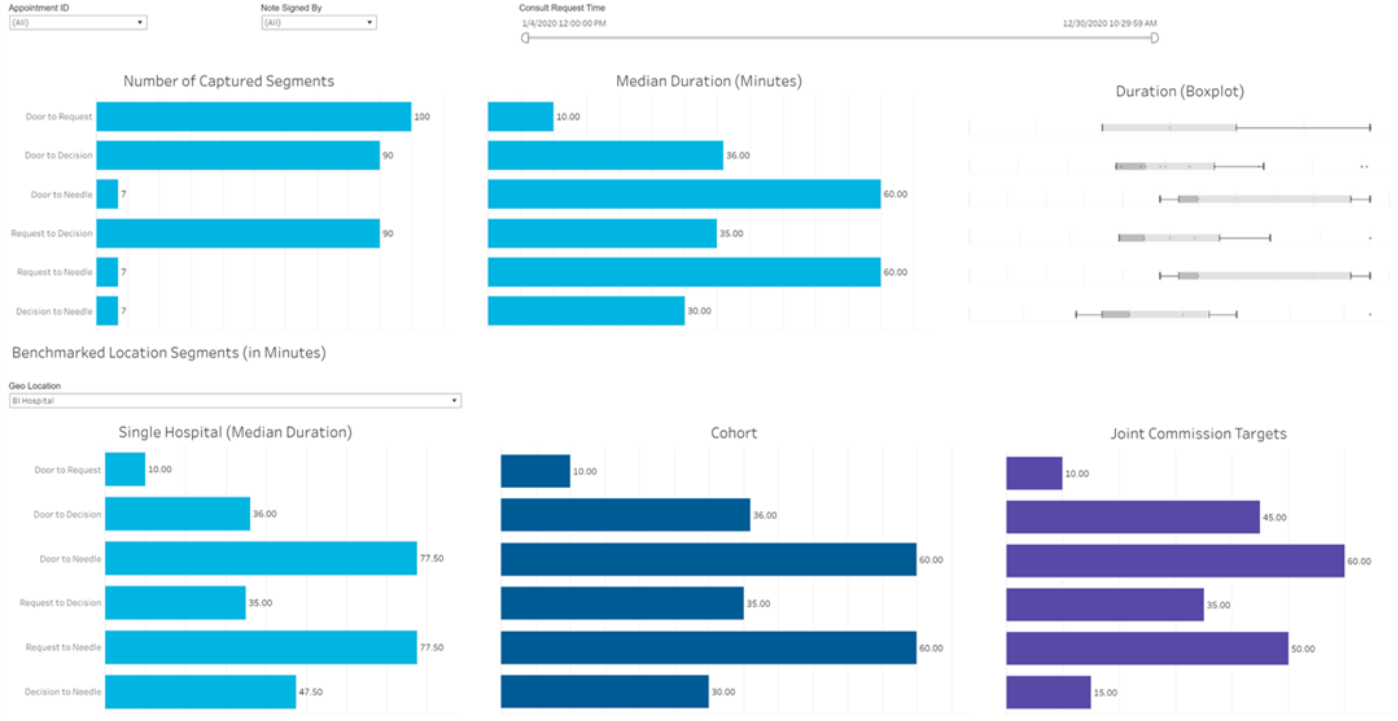 Appointment ID
(All)
Note Signed By
(All)
Consult Request Time
1/4/2020 12:00:00 PM
12/30/2020 10:29:59 AM
Number of Captured Segments
Door to Request
100
Door to Decision
90
Door to Needle
7
Request to Decision
90
Request to Needle
7
Decision to Needle
7
Median Duration (Minutes)
10.00
36.00
60.00
35.00
60.00
30.00
Duration (Boxplot)
Benchmarked Location Segments (in Minutes)
Geo Location
BI Hospital
Single Hospital (Median Duration)
Door to Request
10.00
Door to Decision
36.00
Door to Needle
77.50
Request to Decision
35.00
Request to Needle
77.50
Decision to Needle
47.50
Cohort
10.00
36.00
60.00
35.00
60.00
30.00
Joint Commission Targets
10.00
45.00
60.00
35.00
50.00
15.00